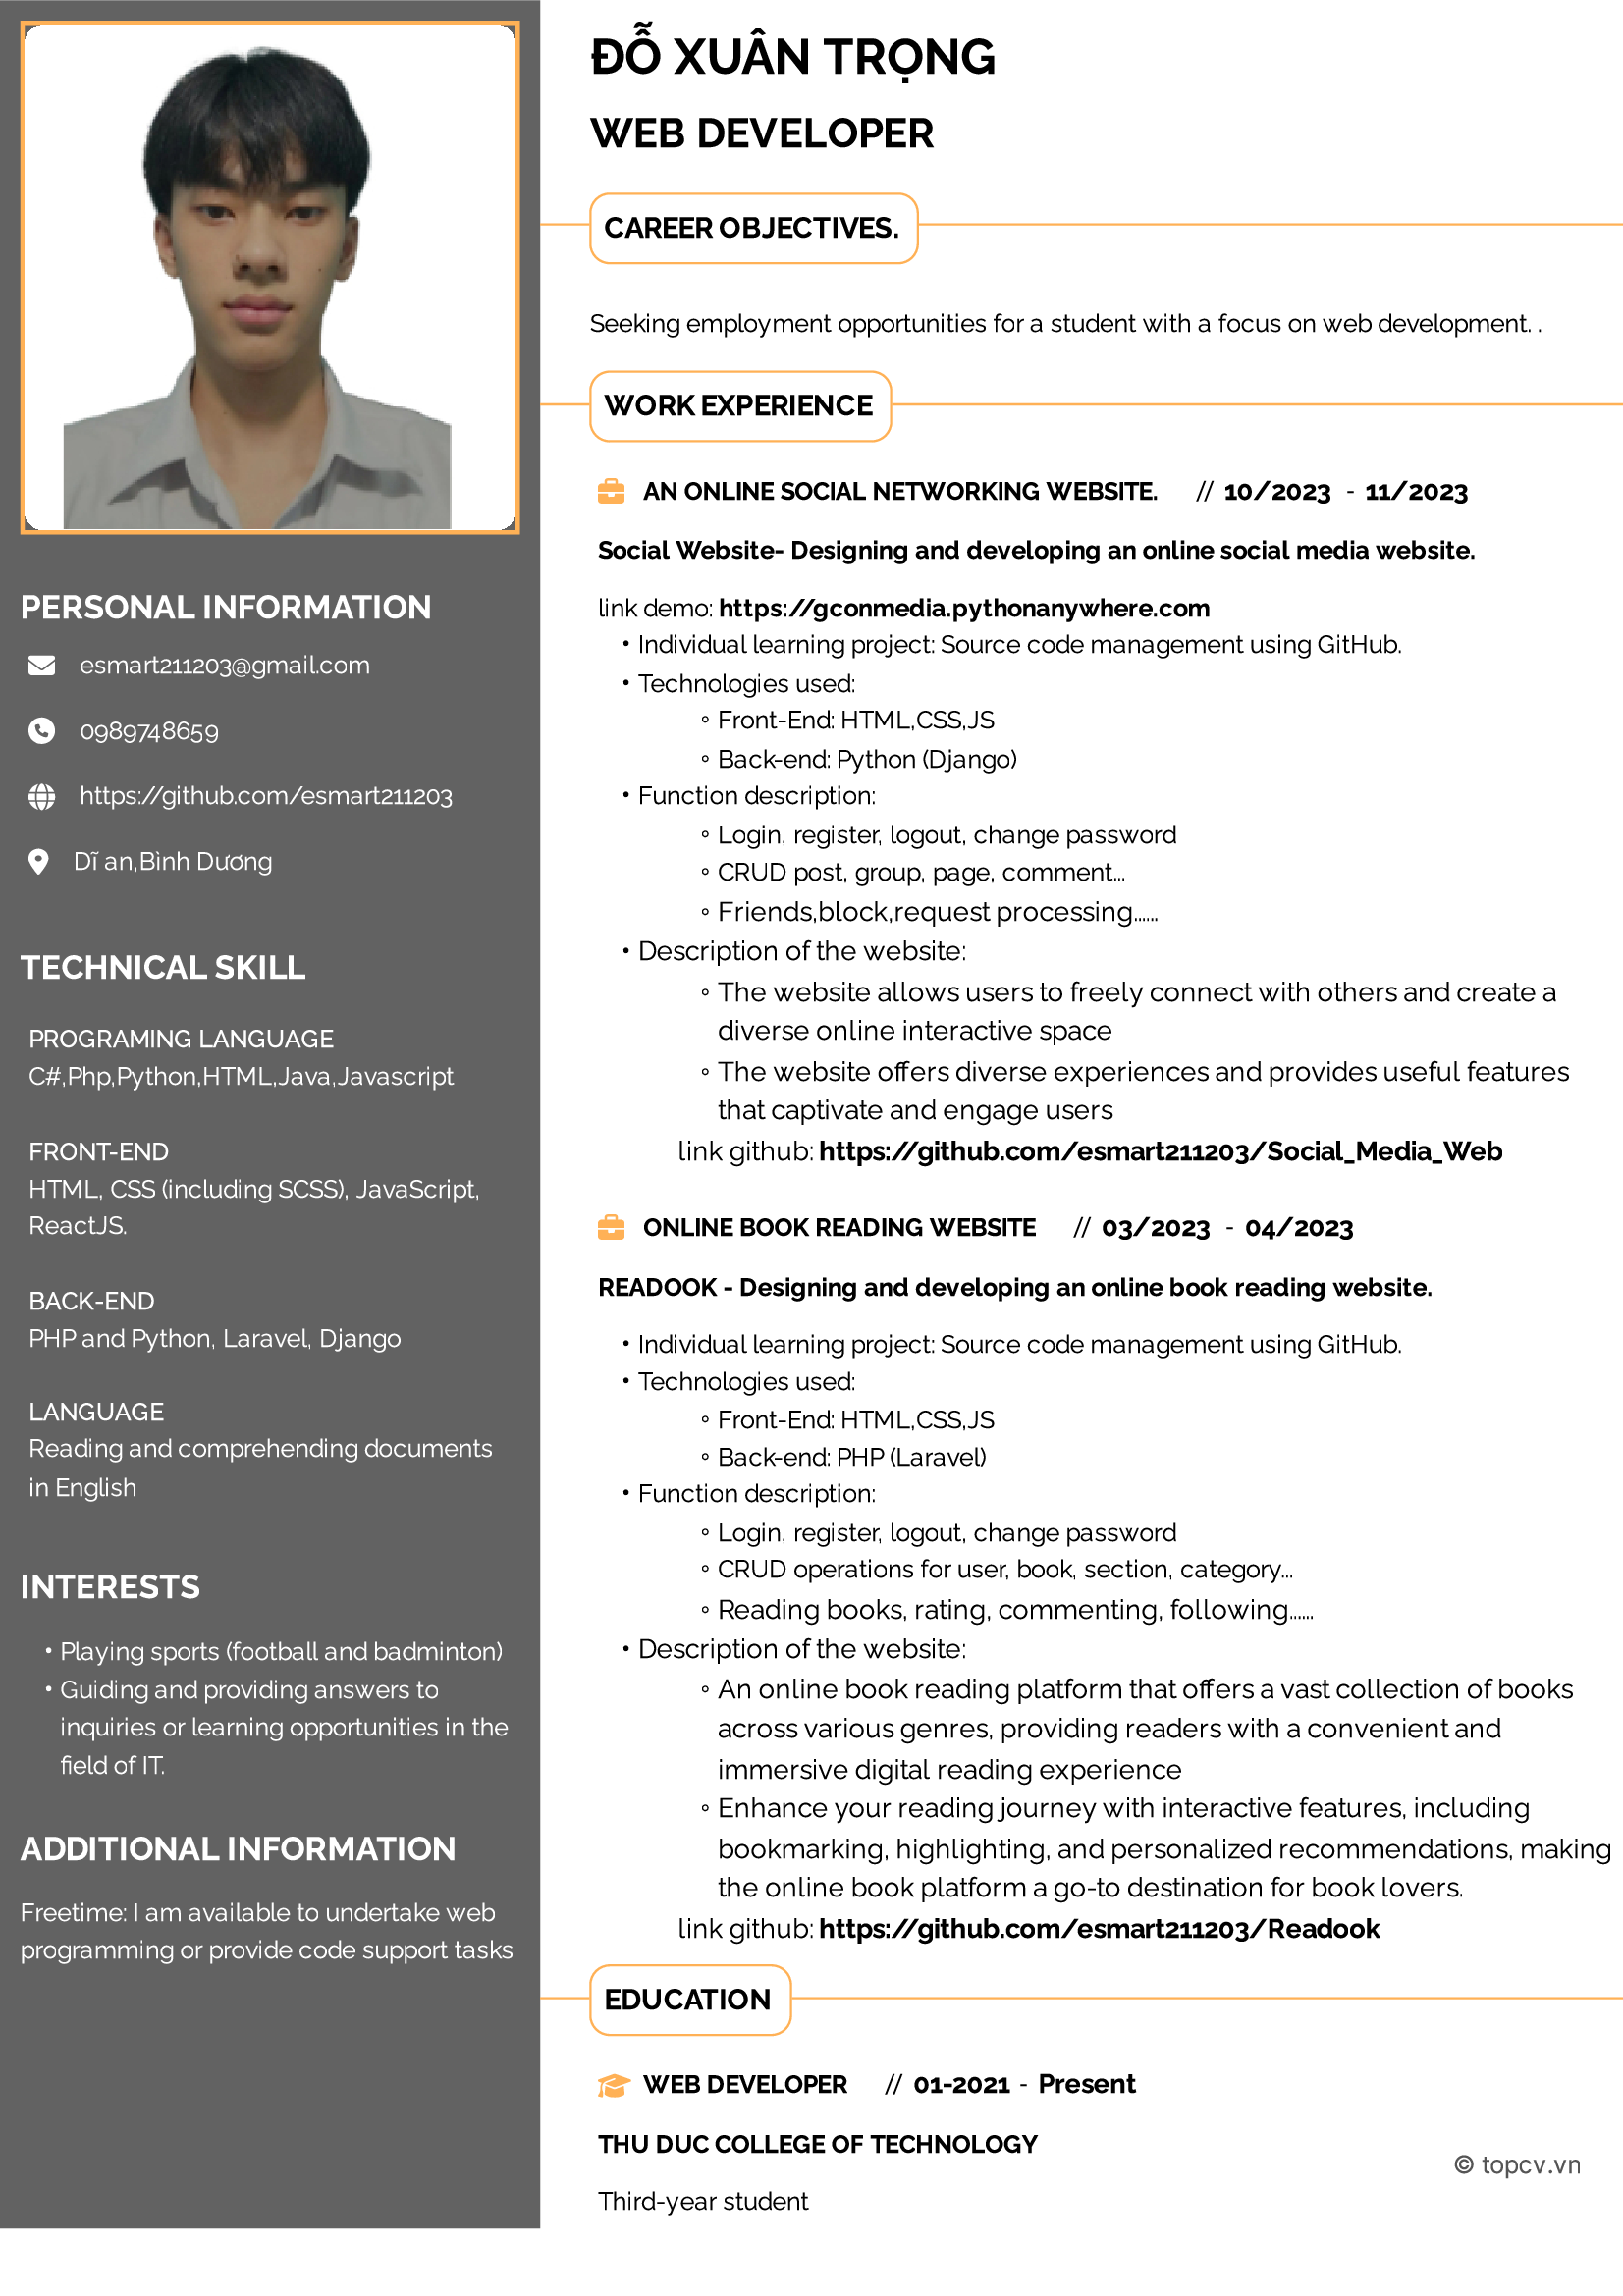 PERSONAL INFORMATION
esmart211203@gmail.com
0989748659
https://github.com/esmart211203
Dĩ an,Bình Dương
TECHNICAL SKILL
PROGRAMING LANGUAGE
C#,Php,Python,HTML,Java,Javascript
FRONT-END
HTML, CSS (including SCSS), JavaScript,
ReactJS.
BACK-END
PHP and Python, Laravel, Django
LANGUAGE
Reading and comprehending documents
in English
INTERESTS
• Playing sports (football and badminton)
• Guiding and providing answers to
inquiries or learning opportunities in the
field of IT.
ADDITIONAL INFORMATION
Freetime: I am available to undertake web
programming or provide code support tasks
ĐỖ XUÂN TRỌNG
WEB DEVELOPER
CAREER OBJECTIVES.
Seeking employment opportunities for a student with a focus on web development. .
WORK EXPERIENCE
AN ONLINE SOCIAL NETWORKING WEBSITE. // 10/2023 - 11/2023
Social Website- Designing and developing an online social media website.
link demo: https://gconmedia.pythonanywhere.com
• Individual learning project: Source code management using GitHub.
• Technologies used:
◦ Front-End: HTML,CSS,JS
◦ Back-end: Python (Django)
• Function description:
◦ Login, register, logout, change password
◦ CRUD post, group, page, comment...
◦ Friends,block,request processing......
• Description of the website:
◦ The website allows users to freely connect with others and create a
diverse online interactive space
◦ The website offers diverse experiences and provides useful features
that captivate and engage users
link github: https://github.com/esmart211203/Social_Media_Web
ONLINE BOOK READING WEBSITE // 03/2023 - 04/2023
READOOK - Designing and developing an online book reading website.
• Individual learning project: Source code management using GitHub.
• Technologies used:
◦ Front-End: HTML,CSS,JS
◦ Back-end: PHP (Laravel)
• Function description:
◦ Login, register, logout, change password
◦ CRUD operations for user, book, section, category...
◦ Reading books, rating, commenting, following......
• Description of the website:
◦ An online book reading platform that offers a vast collection of books
across various genres, providing readers with a convenient and
immersive digital reading experience
◦ Enhance your reading journey with interactive features, including
bookmarking, highlighting, and personalized recommendations, making
the online book platform a go-to destination for book lovers.
link github: https://github.com/esmart211203/Readook
EDUCATION
WEB DEVELOPER // 01-2021 - Present
THU DUC COLLEGE OF TECHNOLOGY
Third-year student
© topcv.vn